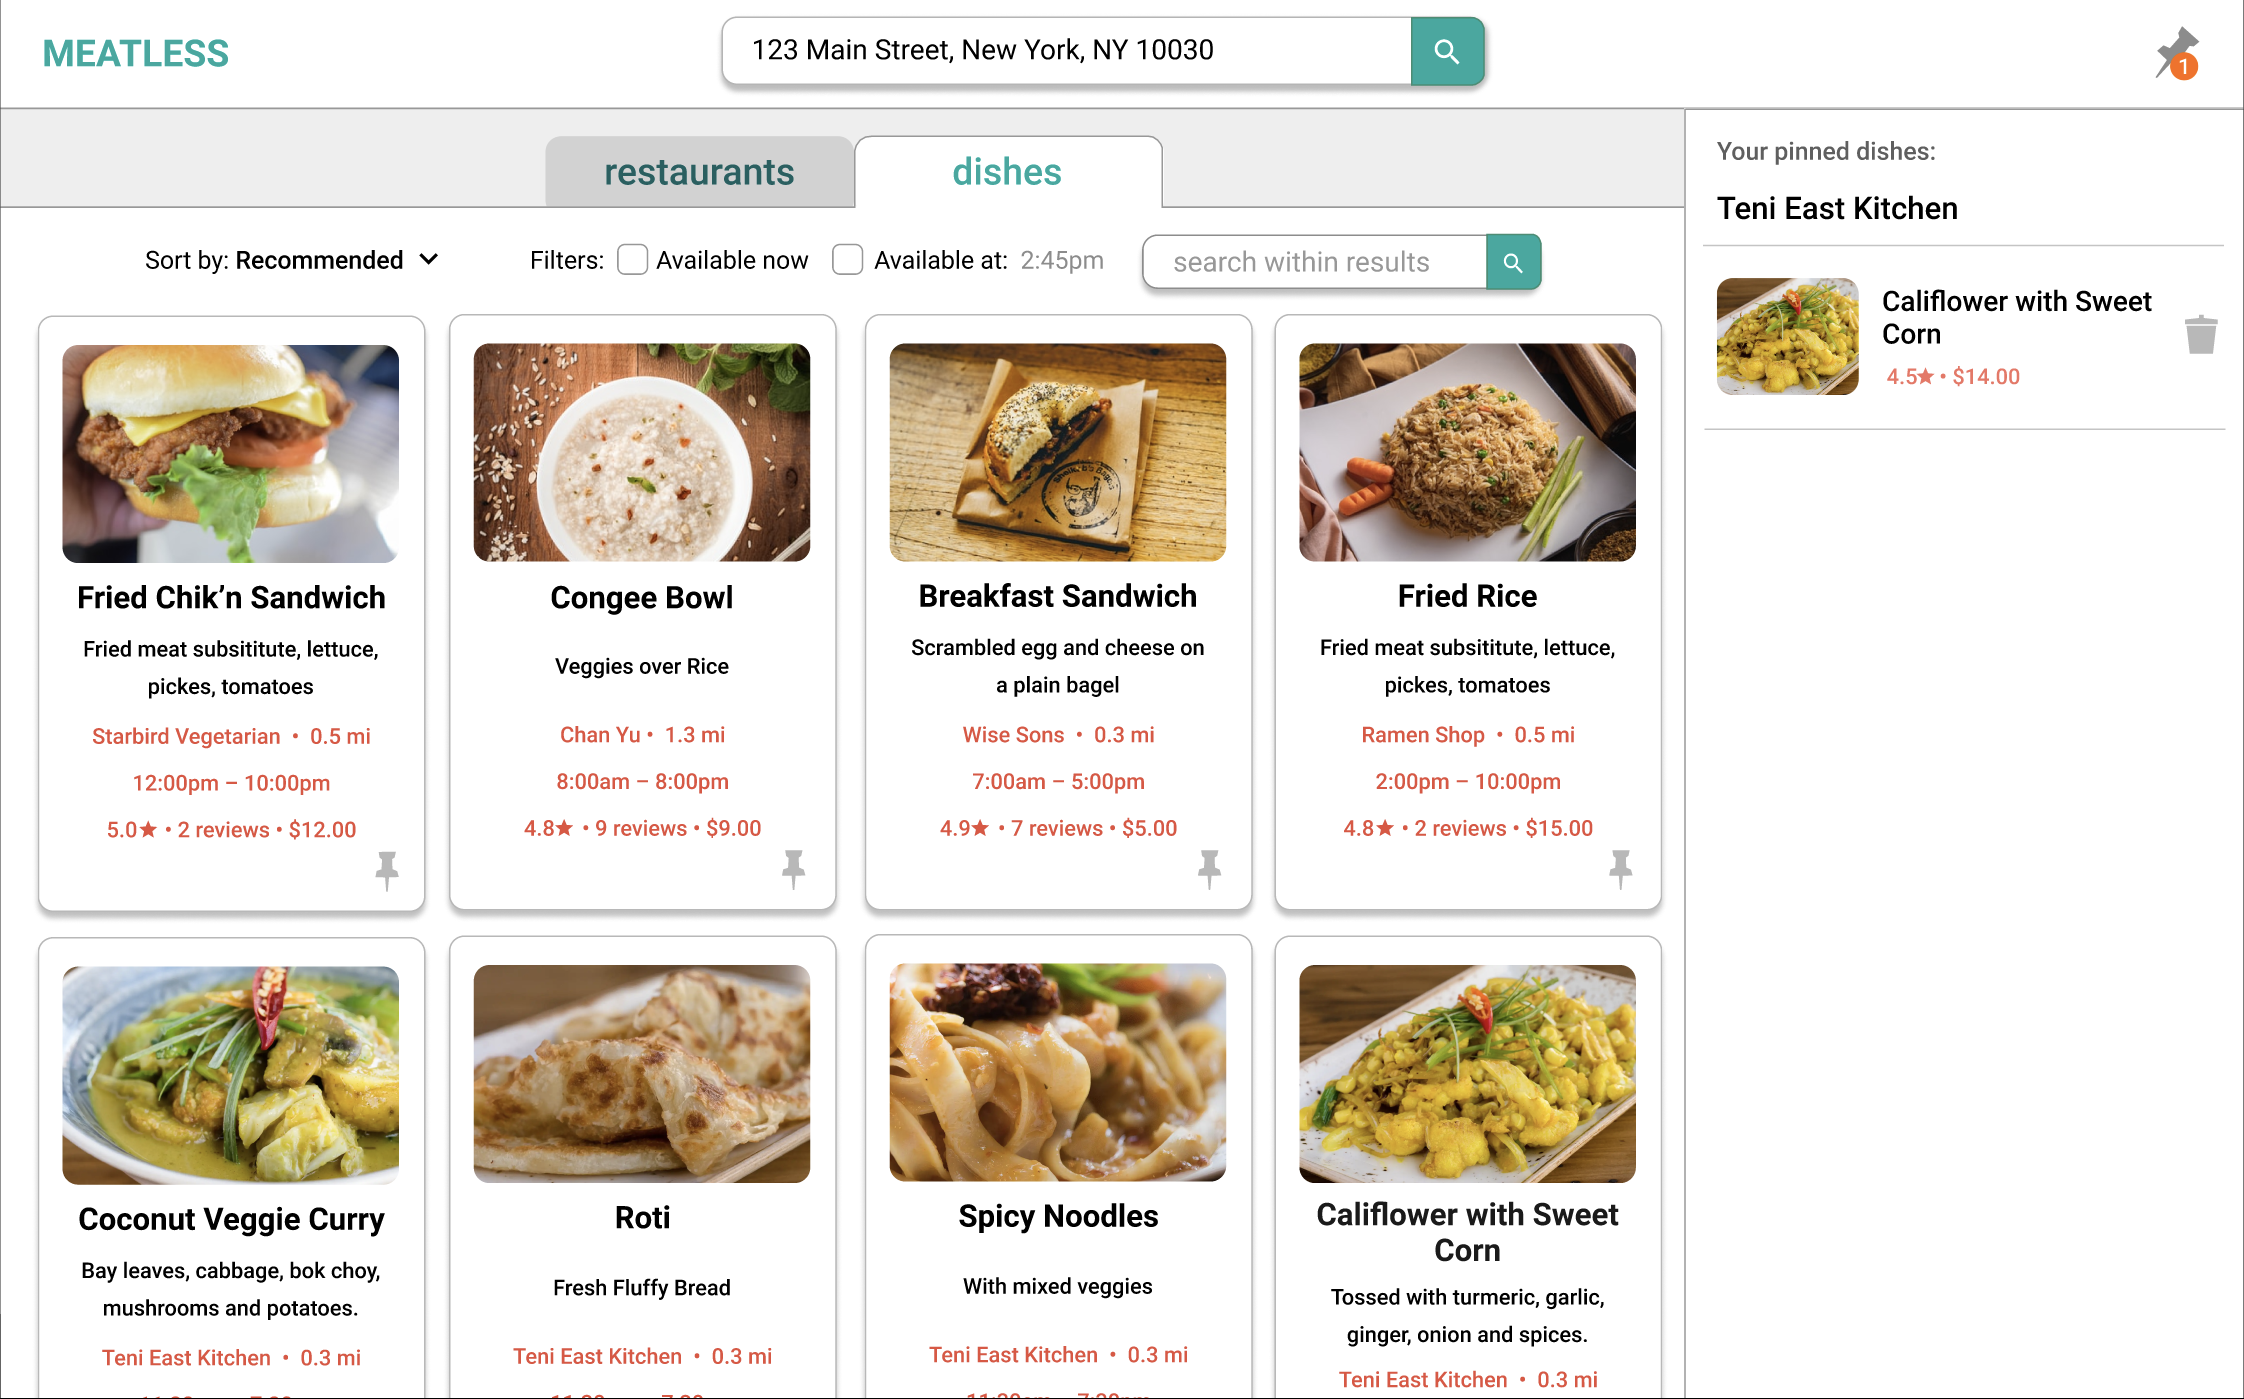 MEATLESS
123 Main Street, New York, NY 10030
1
restaurants
dishes
Sort by: Recommended
Filters:
Available now
Available at: 2:45pm
search within results
Fried Chik’n Sandwich
Fried meat subsititute, lettuce,
pickes, tomatoes
Starbird Vegetarian • 0.5 mi
12:00pm – 10:00pm
5.0★ • 2 reviews • $12.00
Congee Bowl
Veggies over Rice
Chan Yu • 1.3 mi
8:00am – 8:00pm
4.8★ • 9 reviews • $9.00
Breakfast Sandwich
Scrambled egg and cheese on
a plain bagel
Wise Sons • 0.3 mi
7:00am – 5:00pm
4.9★ • 7 reviews • $5.00
Fried Rice
Fried meat subsititute, lettuce,
pickes, tomatoes
Ramen Shop • 0.5 mi
2:00pm – 10:00pm
4.8★ • 2 reviews • $15.00
Coconut Veggie Curry
Bay leaves, cabbage, bok choy,
mushrooms and potatoes.
Teni East Kitchen • 0.3 mi
Roti
Fresh Fluffy Bread
Teni East Kitchen • 0.3 mi
Spicy Noodles
With mixed veggies
Teni East Kitchen • 0.3 mi
Califlower with Sweet
Corn
Tossed with turmeric, garlic,
ginger, onion and spices.
Teni East Kitchen • 0.3 mi
Your pinned dishes:
Teni East Kitchen
Califlower with Sweet
Corn
4.5★ • $14.00